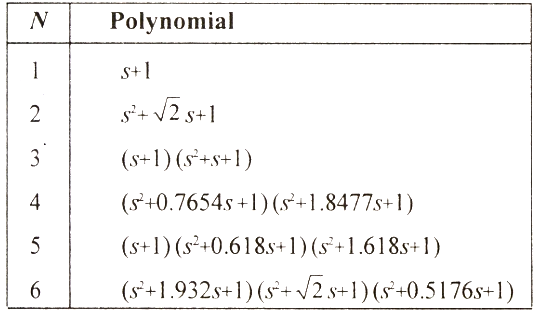 N Polynomial
1 s+1
2 s²+ √2 s+1
3 (s+1) (s²+s+1)
4 (s²+0.7654s +1) (s²+1.8477s+1)
5 (s+1) (s²+0.618s+1) (s²+1.618s+1)
6 (s²+1.932s+1) (s²+ √2 s+1) (s²+0.5176s+1)